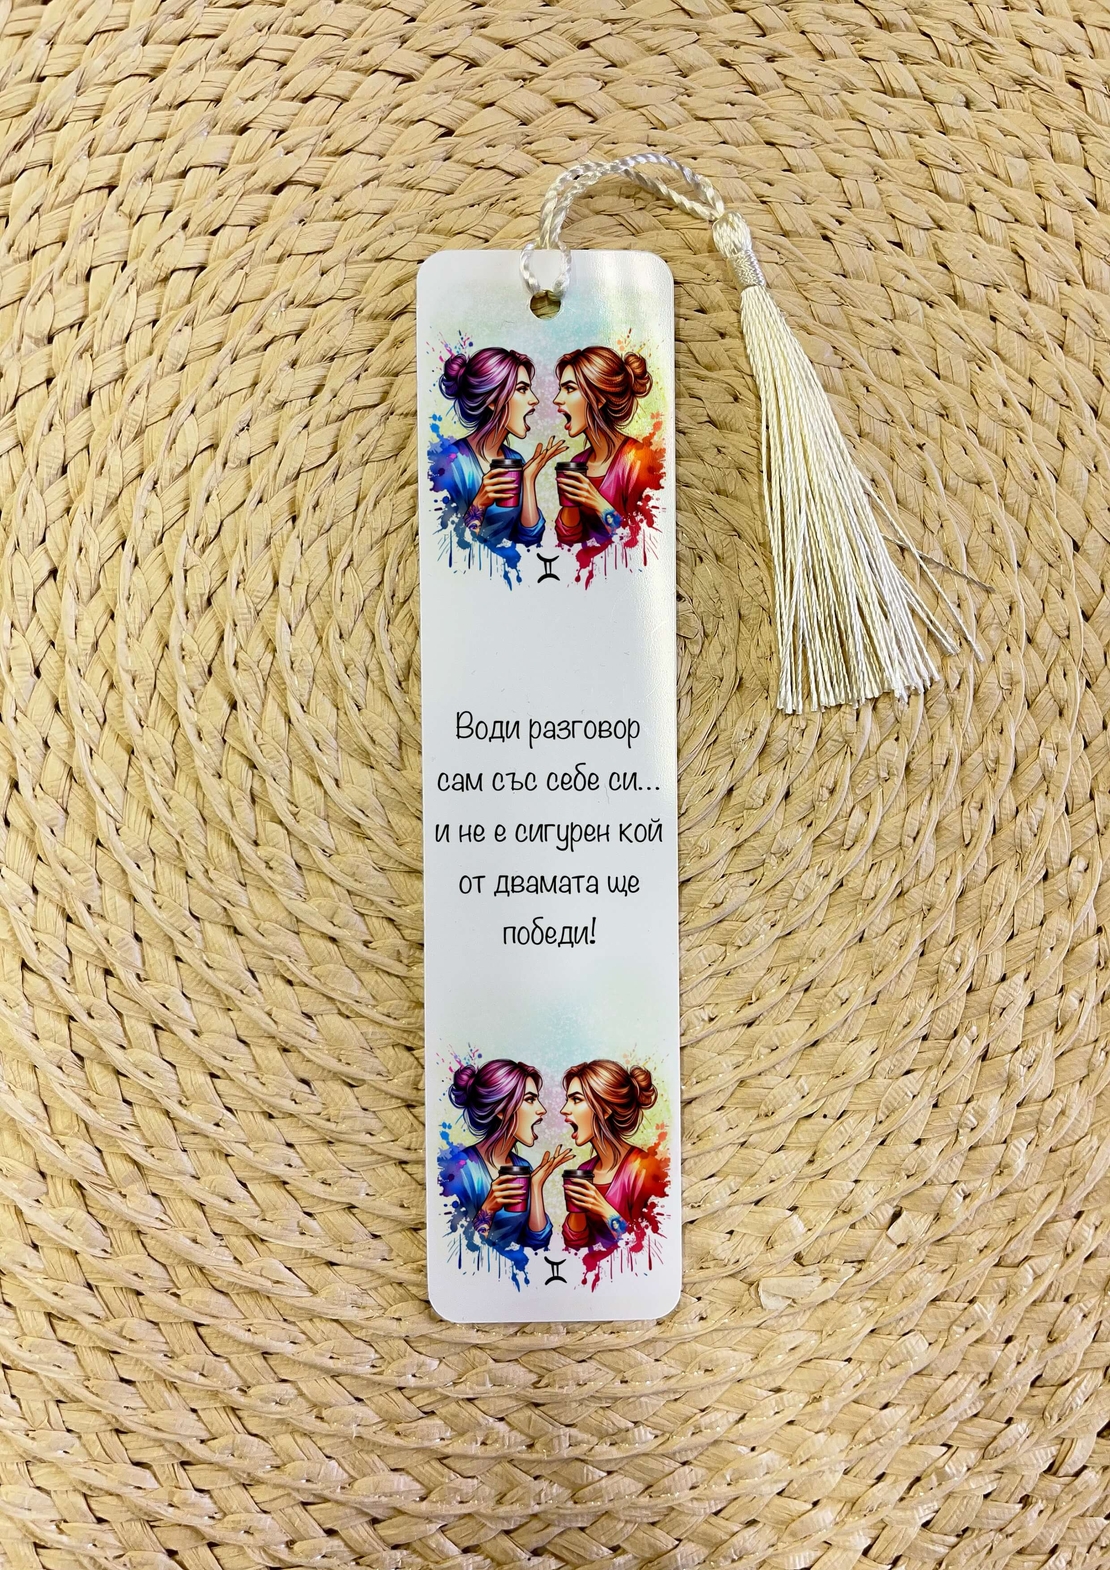 Води разговор
сам със себе си...
и не е сигурен кой
от двамата ще
победи!